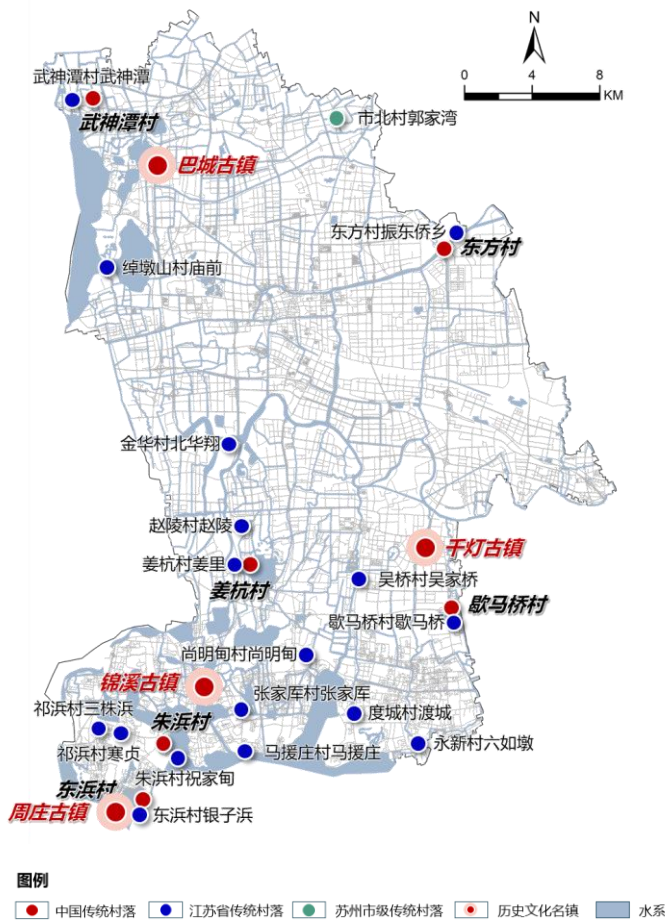 N
0 4 8
KM
武神潭村武神潭
武神潭村
市北村郭家湾
巴城古镇
东方村振东侨乡
东方村
绰墩山村庙前
金华村北华翔
赵陵村赵陵
千灯古镇
姜杭村姜里
姜杭村
吴桥村吴家桥
歇马桥村
歇马桥村歇马桥
尚明甸村尚明甸
锦溪古镇
张家厍村张家厍
祁浜村三株浜
朱浜村
度城村渡城
祁浜村寒贞
马援庄村马援庄
永新村六如墩
朱浜村祝家甸
东浜村
周庄古镇
东浜村银子浜
图例
中国传统村落 江苏省传统村落 苏州市级传统村落 历史文化名镇 水系